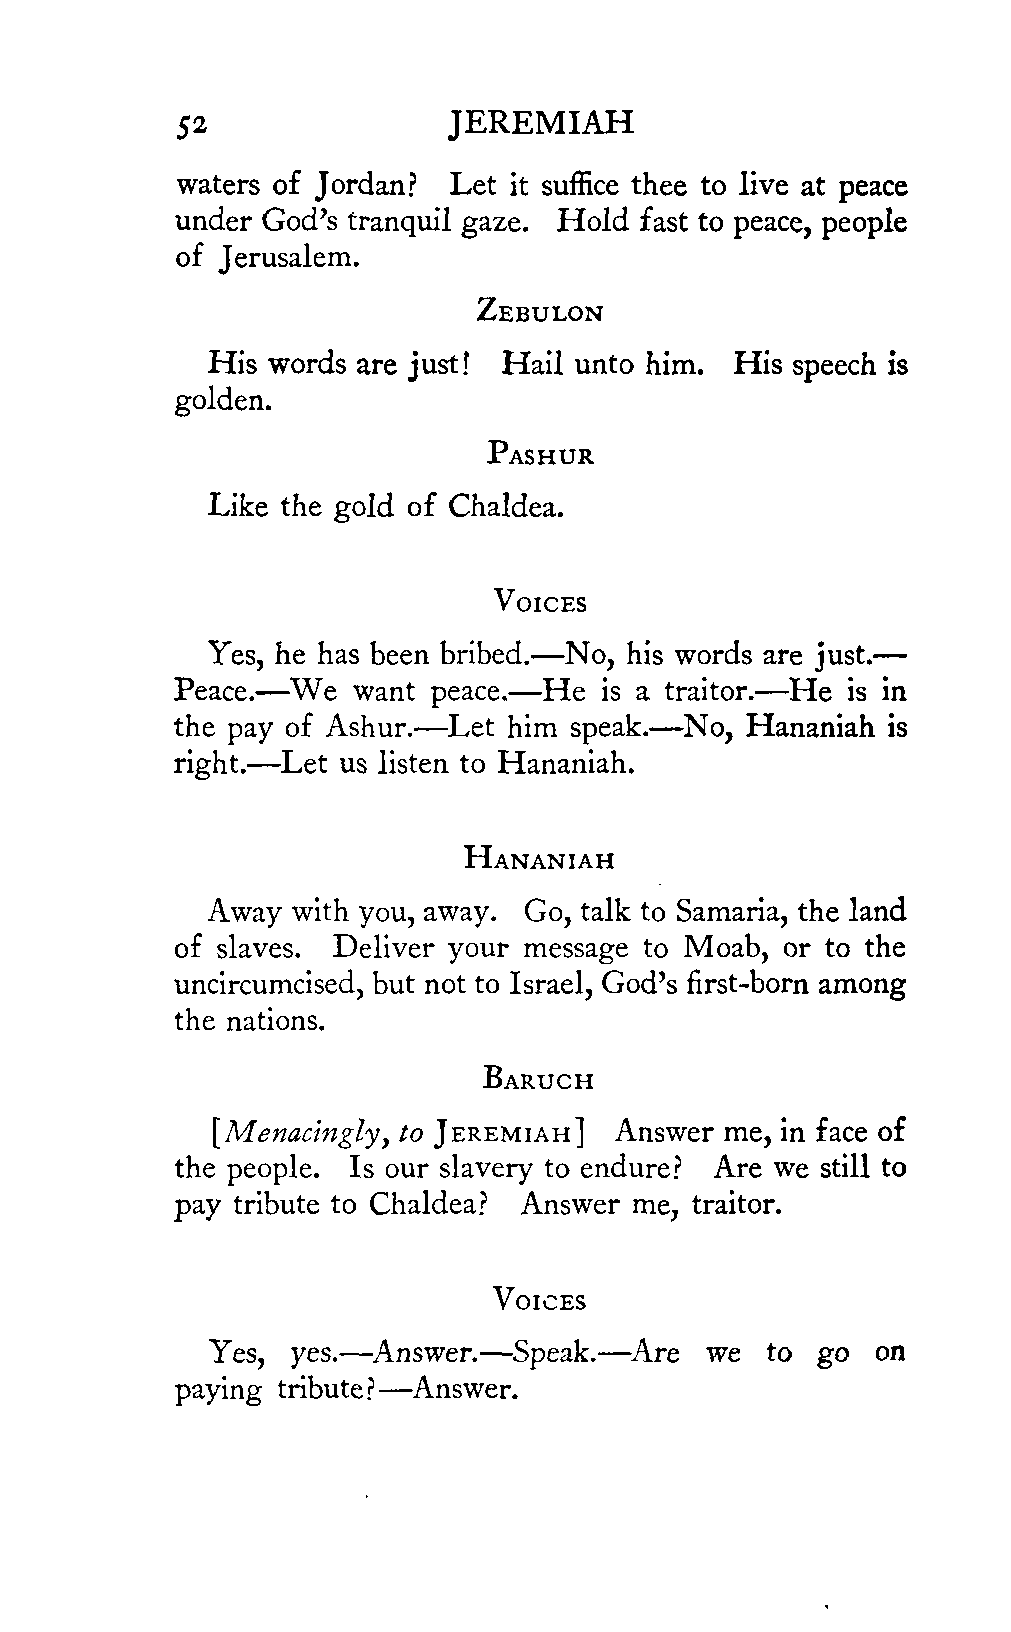 52 JEREMIAH
waters of Jordan? Let it suffice thee to live at peace
under God's tranquil gaze. Hold fast to peace, people
of Jerusalem.
ZEBULON
His words are just! Hail unto him. His speech is
golden.
PASHUR
Like the gold of Chaldea.
VOICES
Yes, he has been bribed.—No, his words are just.—
Peace.—We want peace.—He is a traitor.—He is in
the pay of Ashur.—Let him speak.—No, Hananiah is
right.—Let us listen to Hananiah.
HANANIAH
Away with you, away. Go, talk to Samaria, the land
of slaves. Deliver your message to Moab, or to the
uncircumcised, but not to Israel, God's first-born among
the nations.
BARUCH
[Menacingly, to JEREMIAH] Answer me, in face of
the people. Is our slavery to endure? Are we still to
pay tribute to Chaldea? Answer me, traitor.
VOICES
Yes, yes.—Answer.—Speak.—Are we to go on
paying tribute?—Answer.